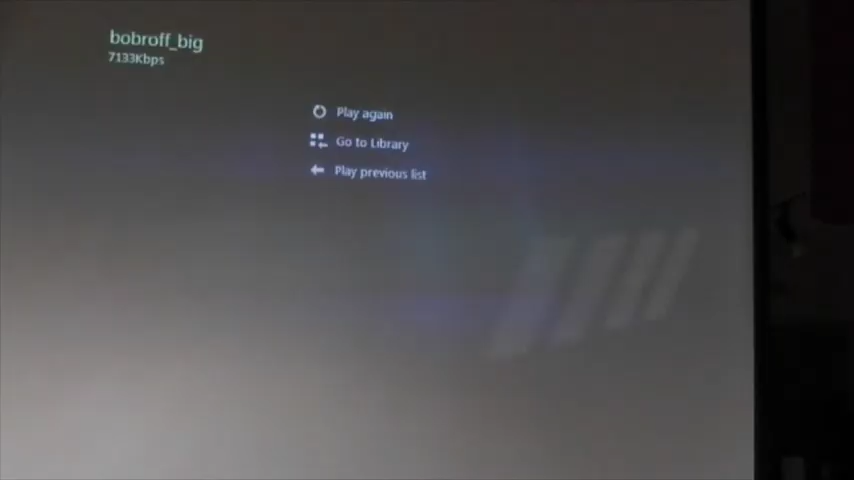 bobroff_big
7133Kbps
Play again
Go to Library
Play previous list